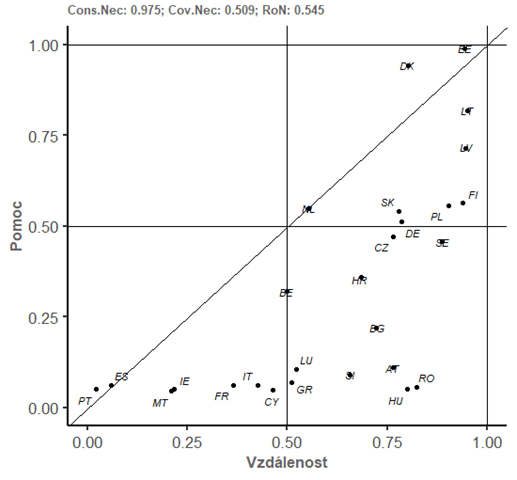 Cons.Nec: 0.975; Cov.Nec: 0.509; RoN: 0.545
1.00
EE
DK
LT
0.75
LV
FI
SK
PL
NL
0.50
DE
SE
CZ
HR
BE
0.25
BG
LU
AT
SI
RO
ES
IE
IT
GR
PT
MT
FR
CY
HU
0.00
Pomoc
0.00 0.25 0.50 0.75 1.00
Vzdálenost